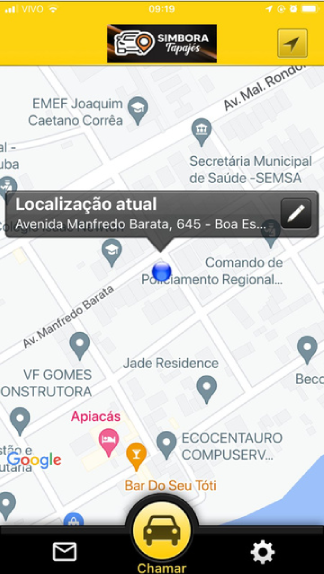 VIVO
09:19
SIMBORA
Tapajós
EMEF Joaquim
Caetano Corrêa
Av. Mal. Rondo
Secretária Municipal
de Saúde -SEMSA
al -
uba
Localização atual
Avenida Manfredo Barata, 645 - Boa Es...
Comando de
Policiamento Regional...
Av. Manfredo Barata
VF GOMES
ONSTRUTORA
Jade Residence
Beco
Apiacás
ECOCENTAURO
COMPUSERV...
stão e
utária
Google
Bar Do Seu Tóti
Chamar